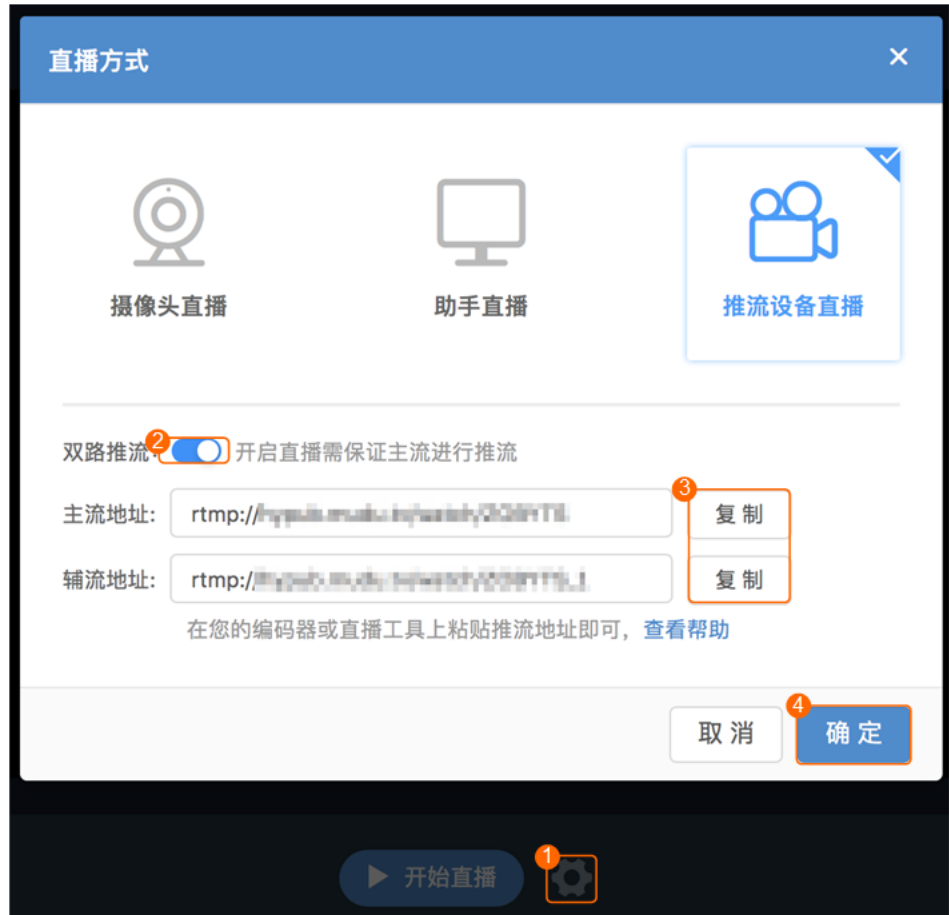 直播方式
摄像头直播 助手直播 推流设备直播
双路推流: 2 开启直播需保证主流进行推流
3
主流地址: rtmp:// 复制
辅流地址: rtmp:// 复制
在您的编码器或直播工具上粘贴推流地址即可，查看帮助
4
取消 确定
1
开始直播